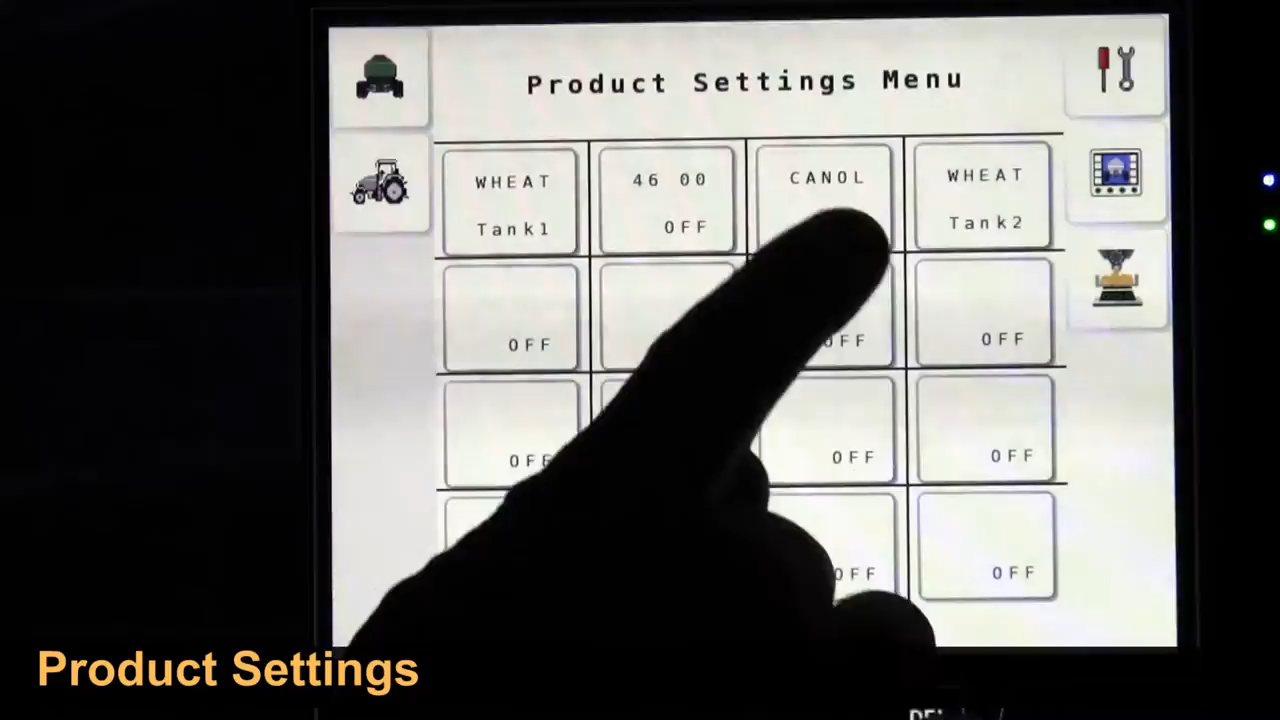 Product Settings Menu
WHEAT
Tank1
46 00
OFF
CANOL
WHEAT
Tank2
OFF
OFF
OFF
OFF
OFF
OFF
OFF
OFF
Product Settings